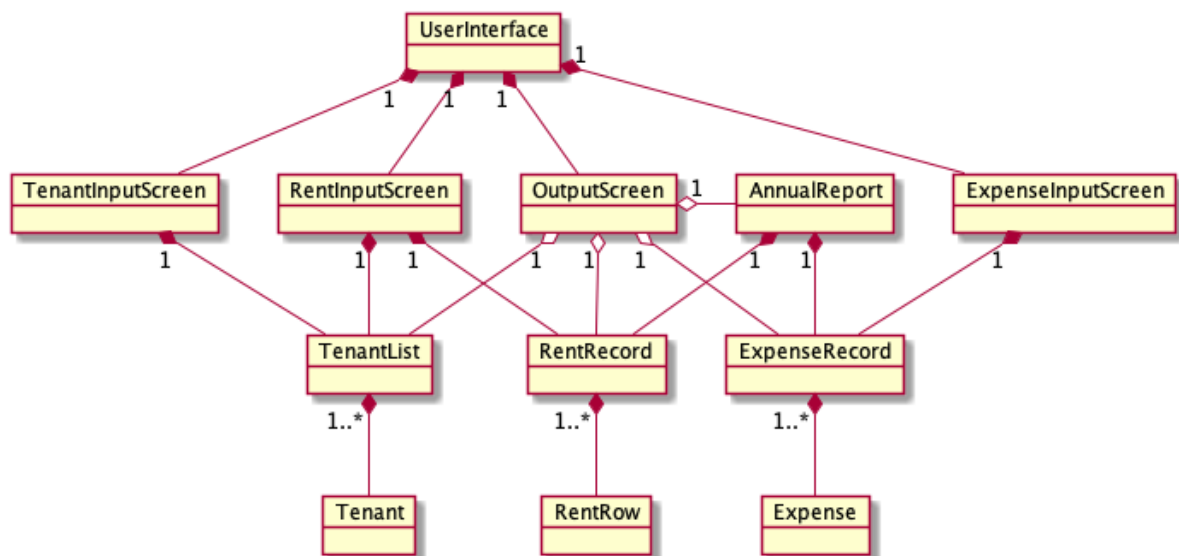 UserInterface
1
1
1
1
TenantInputScreen
RentInputScreen
OutputScreen
1
AnnualReport
ExpenseInputScreen
1
1
1
1
1
1
1
1
1
TenantList
RentRecord
ExpenseRecord
1..*
1..*
1..*
Tenant
RentRow
Expense